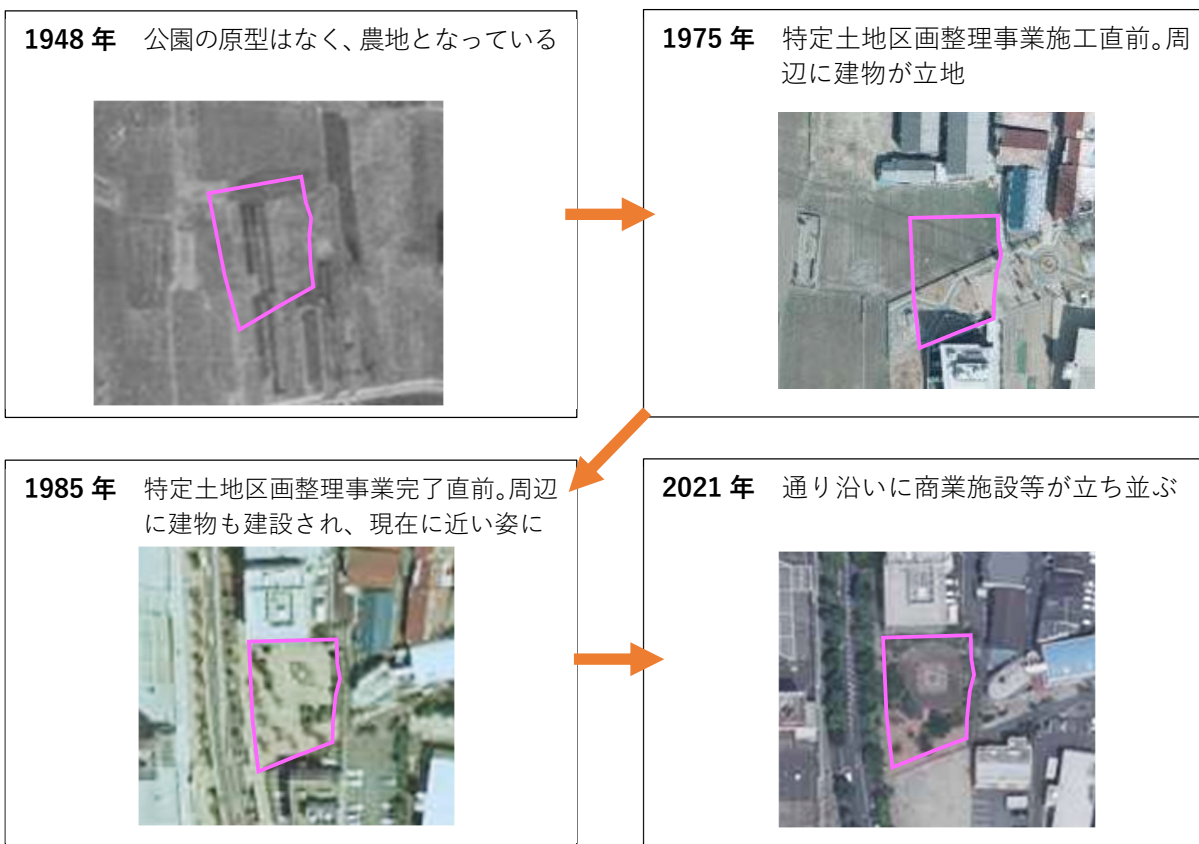 1948 年 公園の原型はなく、農地となっている
1975 年 特定土地区画整理事業施工直前。周
辺に建物が立地
1985 年 特定土地区画整理事業完了直前。周辺
に建物も建設され、現在に近い姿に
2021 年 通り沿いに商業施設等が立ち並ぶ